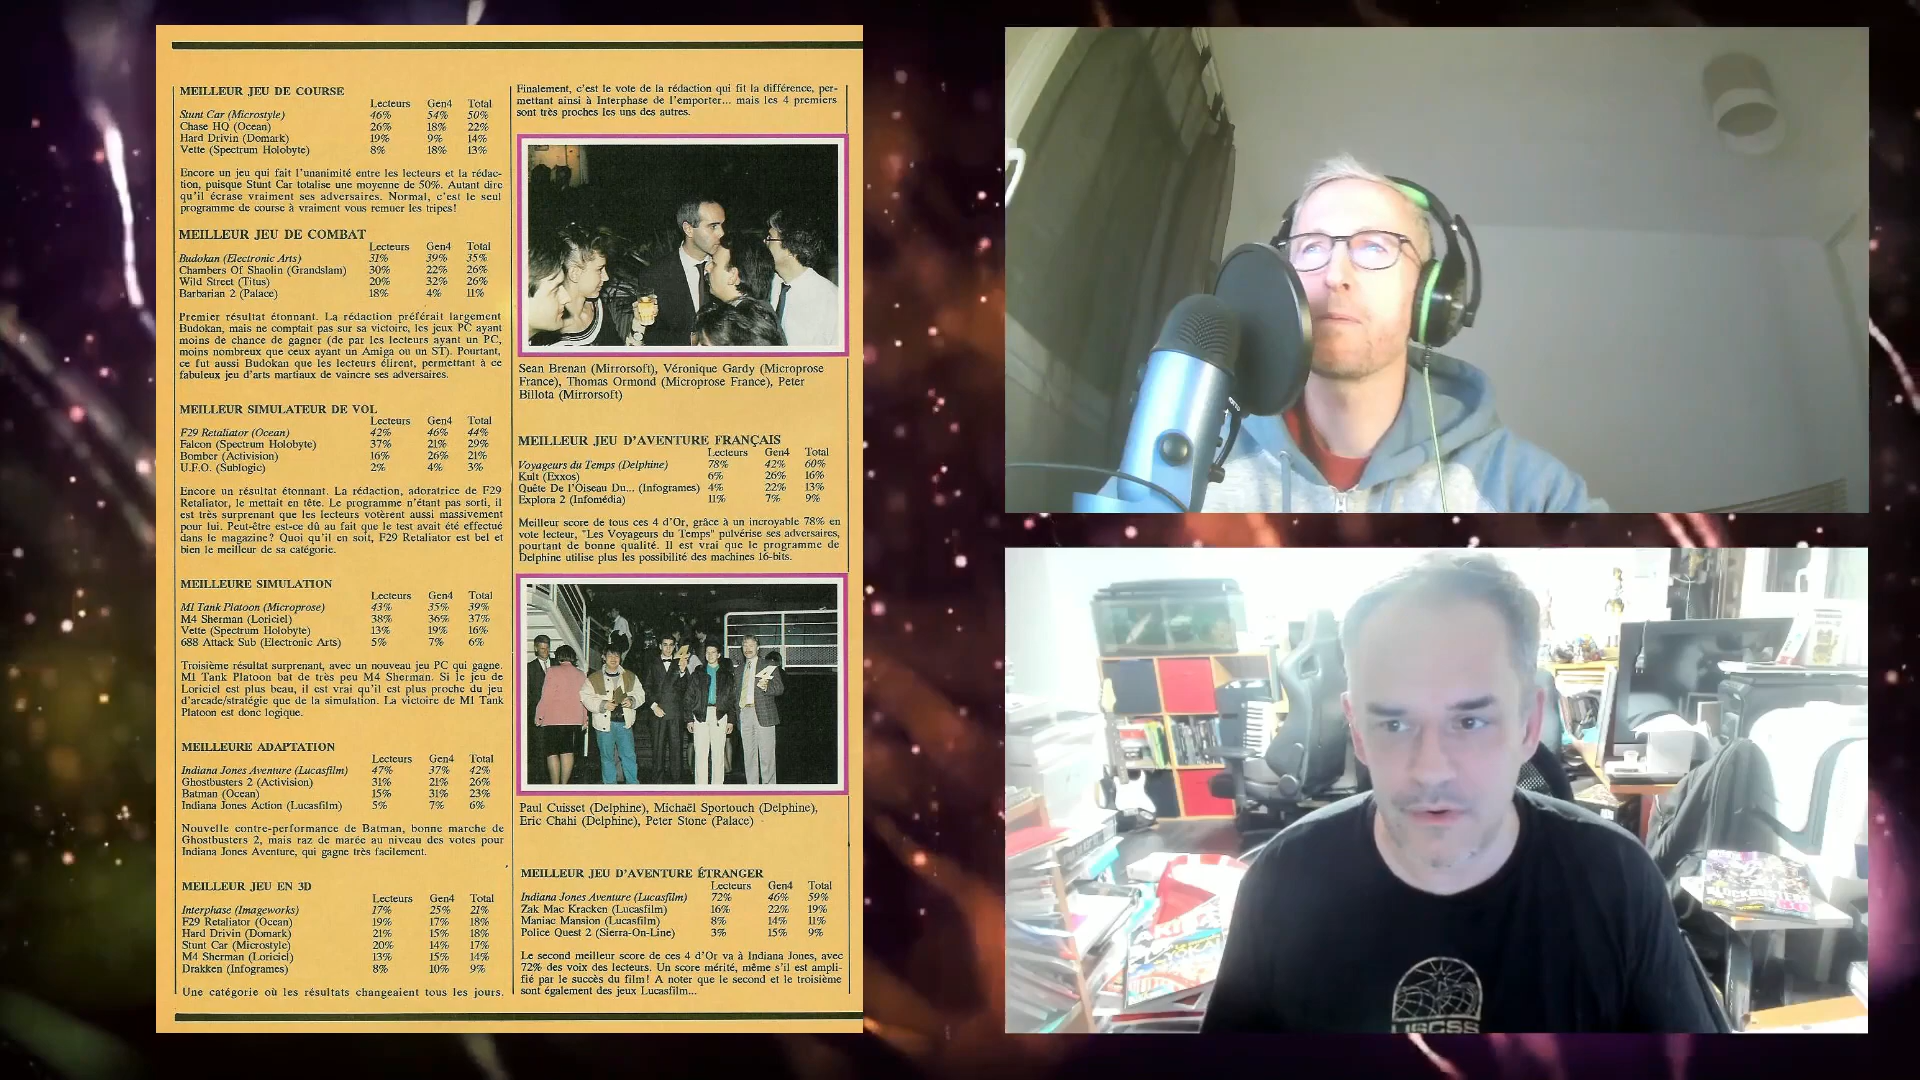 MEILLEUR JEU DE COURSE
Lecteurs Gen4 Total
Stunt Car (Microstyle) 46% 54% 50%
Chase HQ (Ocean) 26% 18% 22%
Hard Drivin (Domark) 19% 9% 14%
Vette (Spectrum Holobyte) 8% 18% 13%
Encore un jeu qui fait l'unanimité entre les lecteurs et la rédac-
tion, puisque Stunt Car totalise une moyenne de 50%. Autant dire
qu'il écrase vraiment ses adversaires. Normal, c'est le seul
programme de course à vraiment vous remuer les tripes!
MEILLEUR JEU DE COMBAT
Lecteurs Gen4 Total
Budokan (Electronic Arts) 31% 39% 35%
Chambers Of Shaolin (Grandslam) 30% 22% 26%
Wild Street (Titus) 20% 32% 26%
Barbarian 2 (Palace) 18% 4% 11%
Premier résultat étonnant. La rédaction préférait largement
Budokan, mais ne comptait pas sur sa victoire, les jeux PC ayant
moins de chance de gagner (de par les lecteurs ayant un PC,
moins nombreux que ceux ayant un Amiga ou un ST). Pourtant,
ce fut aussi Budokan que les lecteurs élirent, permettant à ce
fabuleux jeu d'arts martiaux de vaincre ses adversaires.
MEILLEUR SIMULATEUR DE VOL
Lecteurs Gen4 Total
F29 Retaliator (Ocean) 42% 46% 44%
Falcon (Spectrum Holobyte) 37% 21% 29%
Bomber (Activision) 16% 26% 21%
U.F.O. (Sublogic) 2% 4% 3%
Encore un résultat étonnant. La rédaction, adoratrice de F29
Retaliator, le mettait en tête. Le programme n'étant pas sorti, il
est très surprenant que les lecteurs votèrent aussi massivement
pour lui. Peut-être est-ce dû au fait que le test avait été effectué
dans le magazine? Quoi qu'il en soit, F29 Retaliator est bel et
bien le meilleur de sa catégorie.
MEILLEURE SIMULATION
Lecteurs Gen4 Total
M1 Tank Platoon (Microprose) 43% 35% 39%
M4 Sherman (Loriciel) 38% 36% 37%
Vette (Spectrum Holobyte) 13% 19% 16%
688 Attack Sub (Electronic Arts) 5% 7% 6%
Troisième résultat surprenant, avec un nouveau jeu PC qui gagne.
M1 Tank Platoon bat de très peu M4 Sherman. Si le jeu de
Loriciel est plus beau, il est vrai qu'il est plus proche du jeu
d'arcade/stratégie que de la simulation. La victoire de M1 Tank
Platoon est donc logique.
MEILLEURE ADAPTATION
Lecteurs Gen4 Total
Indiana Jones Aventure (Lucasfilm) 47% 37% 42%
Ghostbusters 2 (Activision) 31% 21% 26%
Batman (Ocean) 15% 31% 23%
Indiana Jones Action (Lucasfilm) 5% 7% 6%
Nouvelle contre-performance de Batman, bonne marche de
Ghostbusters 2, mais raz de marée au niveau des votes pour
Indiana Jones Aventure, qui gagne très facilement.
MEILLEUR JEU EN 3D
Lecteurs Gen4 Total
Interphase (Imageworks) 17% 25% 21%
F29 Retaliator (Ocean) 19% 17% 18%
Hard Drivin (Domark) 21% 15% 18%
Stunt Car (Microstyle) 20% 14% 17%
M4 Sherman (Loriciel) 13% 15% 14%
Drakken (Infogrames) 8% 10% 9%
Une catégorie où les résultats changeaient tous les jours.
Finalement, c'est le vote de la rédaction qui fit la différence, per-
mettant ainsi à Interphase de l'emporter... mais les 4 premiers
sont très proches les uns des autres.
Sean Brenan (Mirrorsoft), Véronique Gardy (Microprose
France), Thomas Ormond (Microprose France), Peter
Billota (Mirrorsoft)
MEILLEUR JEU D'AVENTURE FRANÇAIS
Lecteurs Gen4 Total
Voyageurs du Temps (Delphine) 78% 42% 60%
Kult (Exxos) 6% 26% 16%
Quête De l'Oiseau Du... (Infogrames) 4% 22% 13%
Explora 2 (Infomédia) 11% 7% 9%
Meilleur score de tous ces 4 d'Or, grâce à un incroyable 78% en
vote lecteur, "Les Voyageurs du Temps" pulvérise ses adversaires,
pourtant de bonne qualité. Il est vrai que le programme de
Delphine utilise plus les possibilité des machines 16-bits.
Paul Cuisset (Delphine), Michaël Sportouch (Delphine),
Eric Chahi (Delphine), Peter Stone (Palace)
MEILLEUR JEU D'AVENTURE ÉTRANGER
Lecteurs Gen4 Total
Indiana Jones Aventure (Lucasfilm) 72% 46% 59%
Zak Mac Kracken (Lucasfilm) 16% 22% 19%
Maniac Mansion (Lucasfilm) 8% 14% 11%
Police Quest 2 (Sierra-On-Line) 3% 15% 9%
Le second meilleur score de ces 4 d'Or va à Indiana Jones, avec
72% des voix des lecteurs. Un score mérité, même s'il est ampli-
fié par le succès du film! A noter que le second et le troisième
sont également des jeux Lucasfilm...
BLOCKBUSTER
USCSS